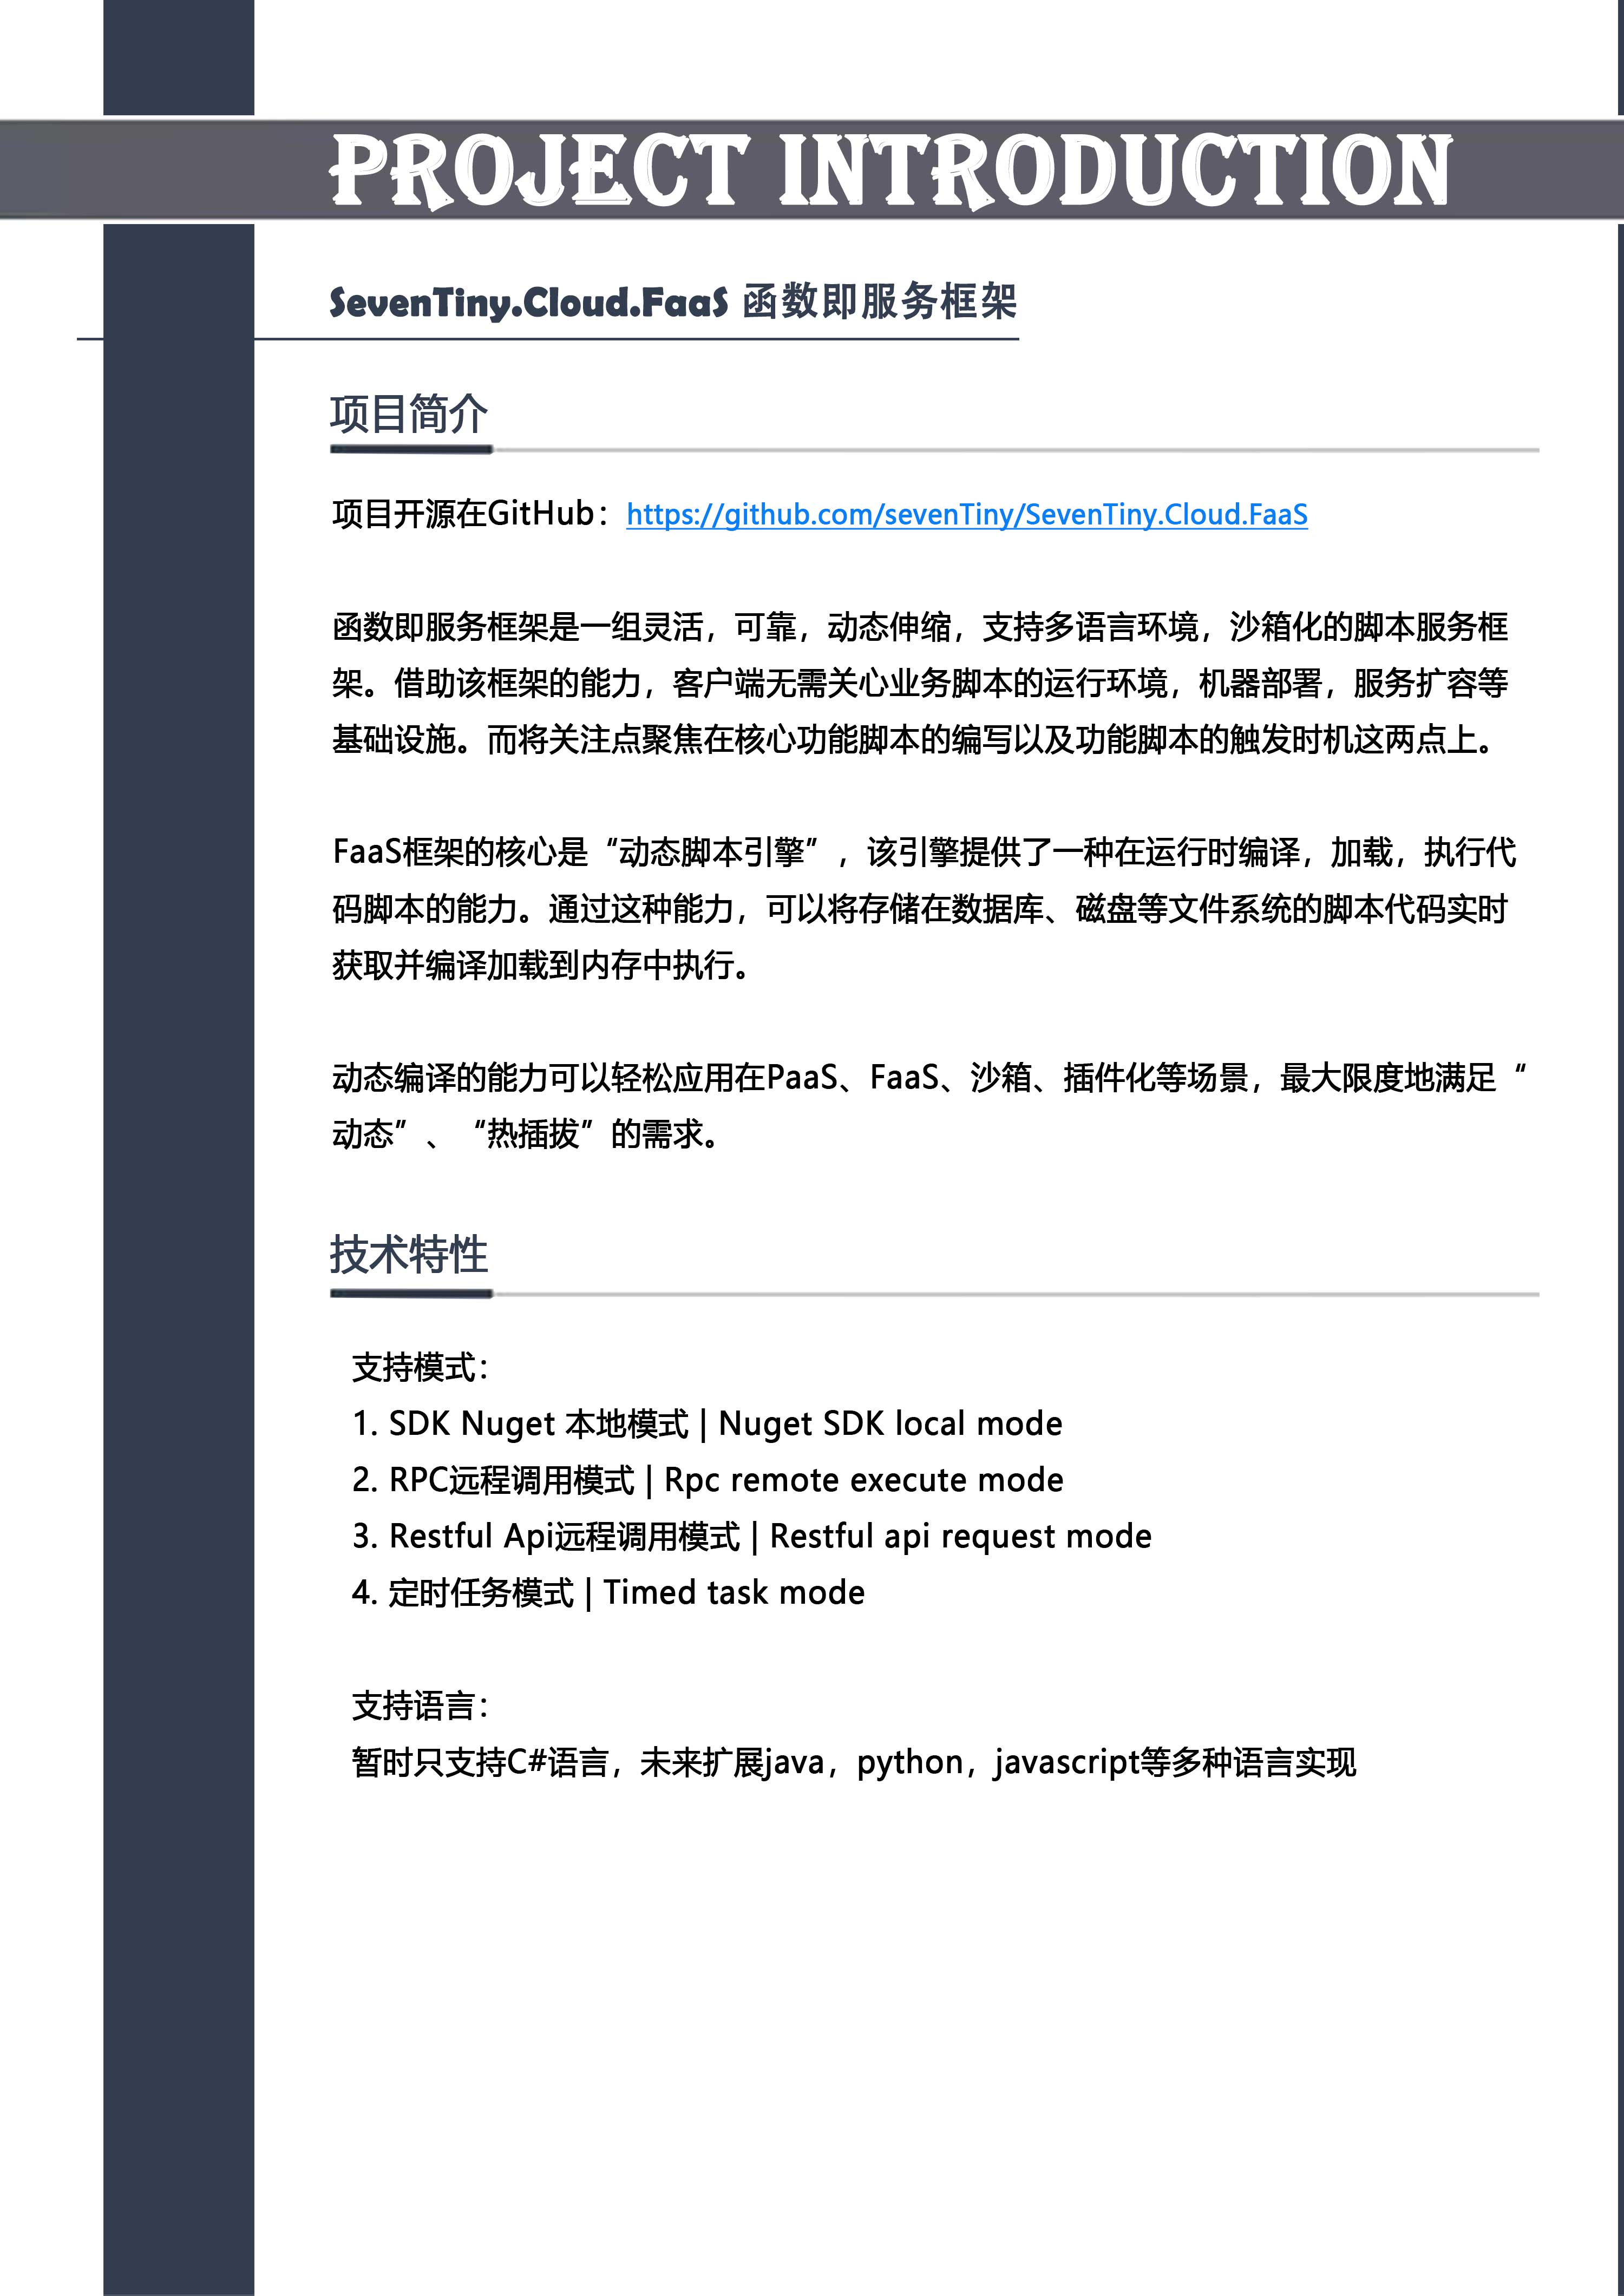 PROJECT INTRODUCTION
SevenTiny.Cloud.FaaS 函数即服务框架
项目简介
项目开源在GitHub：https://github.com/sevenTiny/SevenTiny.Cloud.FaaS
函数即服务框架是一组灵活，可靠，动态伸缩，支持多语言环境，沙箱化的脚本服务框
架。借助该框架的能力，客户端无需关心业务脚本的运行环境，机器部署，服务扩容等
基础设施。而将关注点聚焦在核心功能脚本的编写以及功能脚本的触发时机这两点上。
FaaS框架的核心是“动态脚本引擎”，该引擎提供了一种在运行时编译，加载，执行代
码脚本的能力。通过这种能力，可以将存储在数据库、磁盘等文件系统的脚本代码实时
获取并编译加载到内存中执行。
动态编译的能力可以轻松应用在PaaS、FaaS、沙箱、插件化等场景，最大限度地满足“
动态”、“热插拔”的需求。
技术特性
支持模式：
1. SDK Nuget 本地模式 | Nuget SDK local mode
2. RPC远程调用模式 | Rpc remote execute mode
3. Restful Api远程调用模式 | Restful api request mode
4. 定时任务模式 | Timed task mode
支持语言：
暂时只支持C#语言，未来扩展java，python，javascript等多种语言实现